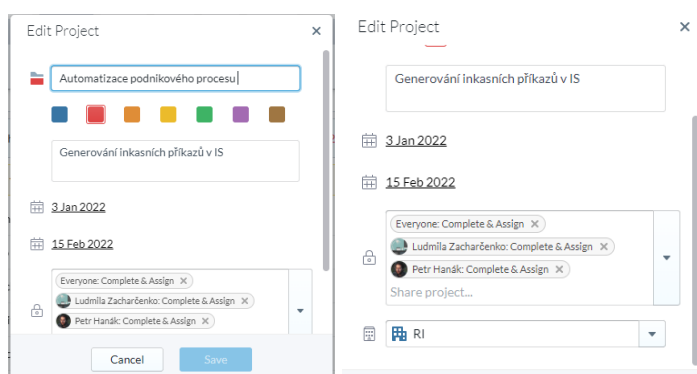 Edit Project
Automatizace podnikového procesu
Generování inkasních příkazů v IS
3 Jan 2022
15 Feb 2022
Everyone: Complete & Assign
Ludmila Zacharčenko: Complete & Assign
Petr Hanák: Complete & Assign
Cancel
Save
Edit Project
Generování inkasních příkazů v IS
3 Jan 2022
15 Feb 2022
Everyone: Complete & Assign
Ludmila Zacharčenko: Complete & Assign
Petr Hanák: Complete & Assign
Share project...
RI